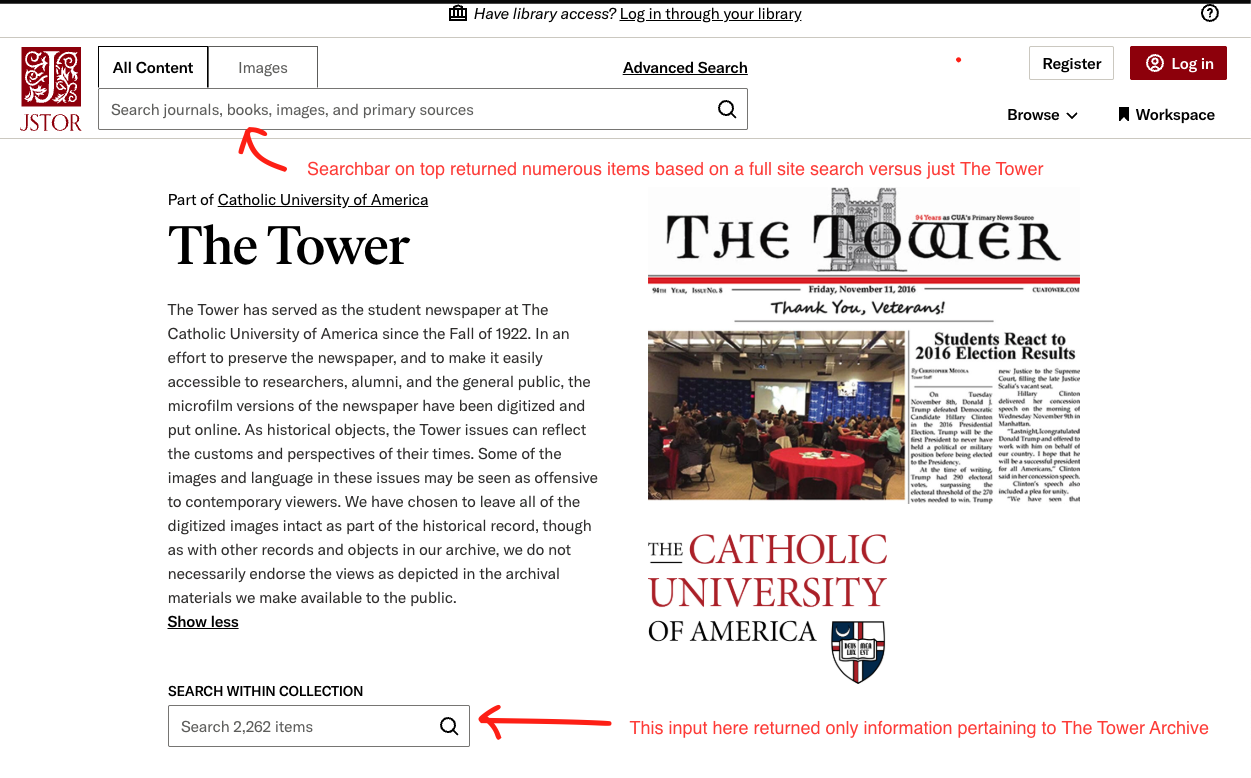 Have library access? Log in through your library
All Content
Images
Advanced Search
Register
Log in
JSTOR
Search journals, books, images, and primary sources
Browse
Workspace
Searchbar on top returned numerous items based on a full site search versus just The Tower
Part of Catholic University of America
The Tower
The Tower has served as the student newspaper at The
Catholic University of America since the Fall of 1922. In an
effort to preserve the newspaper, and to make it easily
accessible to researchers, alumni, and the general public, the
microfilm versions of the newspaper have been digitized and
put online. As historical objects, the Tower issues can reflect
the customs and perspectives of their times. Some of the
images and language in these issues may be seen as offensive
to contemporary viewers. We have chosen to leave all of the
digitized images intact as part of the historical record, though
as with other records and objects in our archive, we do not
necessarily endorse the views as depicted in the archival
materials we make available to the public.
Show less
94 Years as CUA's Primary News Source
THE TOWER
94th Year, Issue No. 8
Friday, November 11, 2016
CUATOWER.COM
Thank You, Veterans!
Students React to
2016 Election Results
By Christopher Motola
Tower Staff
On Tuesday
November 8th, Donald J.
Trump defeated Democratic
Candidate Hillary Clinton
in the 2016 Presidential
Election. Trump will be the
first President to never have
held a political or military
position before being elected
to the Presidency.
At the time of writing,
Trump had 290 electoral
votes, surpassing the
electoral threshold of the 270
votes needed to win. Trump
new Justice to the Supreme
Court, filling the late Justice
Scalia's vacant seat.
Hillary Clinton
delivered her concession
speech on the morning of
Wednesday November 9th in
Manhattan.
"Last night, I congratulated
Donald Trump and offered to
work with him on behalf of
our country. I hope that he
will be a successful president
for all Americans," Clinton
said in her concession speech.
Clinton's speech also
included a plea for unity.
"We have seen that
THE CATHOLIC
UNIVERSITY
OF AMERICA
DEUS LUX MEA EST
SEARCH WITHIN COLLECTION
Search 2,262 items
This input here returned only information pertaining to The Tower Archive